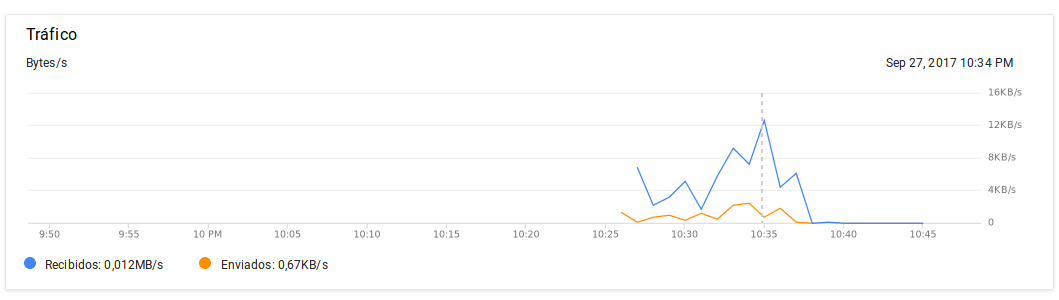 Tráfico
Bytes/s
Sep 27, 2017 10:34 PM
16KB/s
12KB/s
8KB/s
4KB/s
0
9:50 9:55 10 PM 10:05 10:10 10:15 10:20 10:25 10:30 10:35 10:40 10:45
Recibidos: 0,012MB/s Enviados: 0,67KB/s